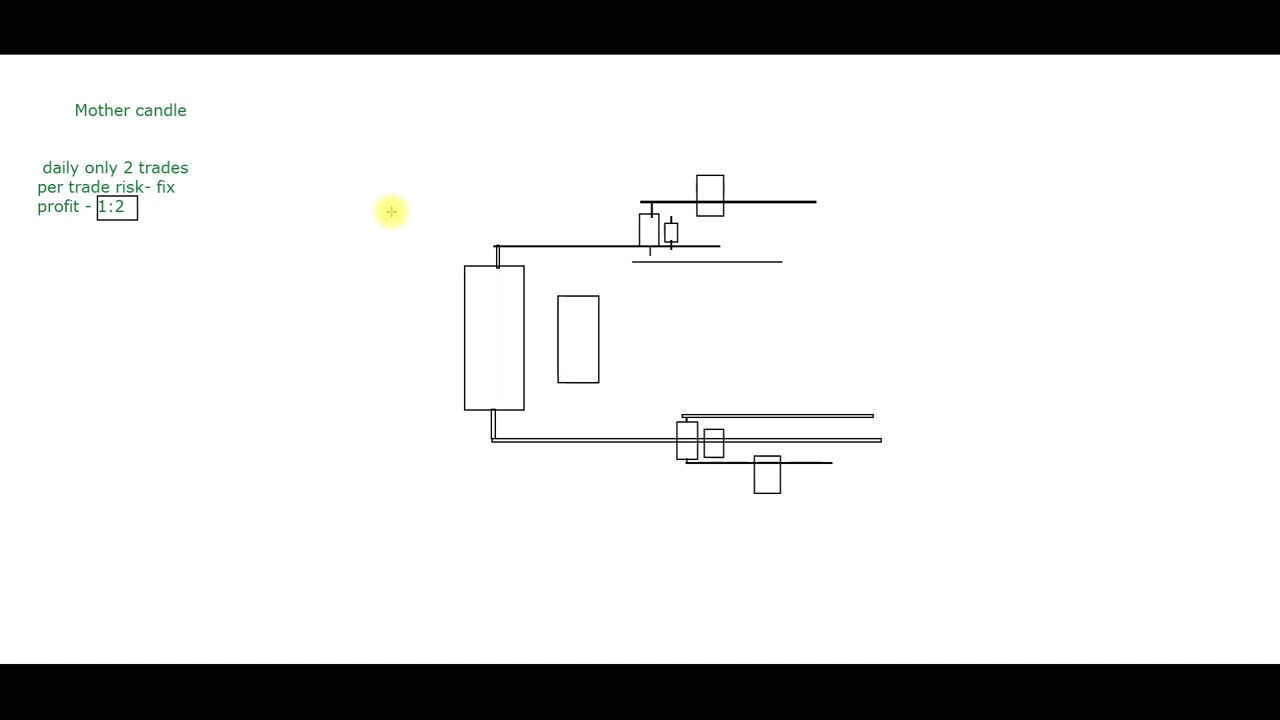 Mother candle
daily only 2 trades
per trade risk- fix
profit - 1:2